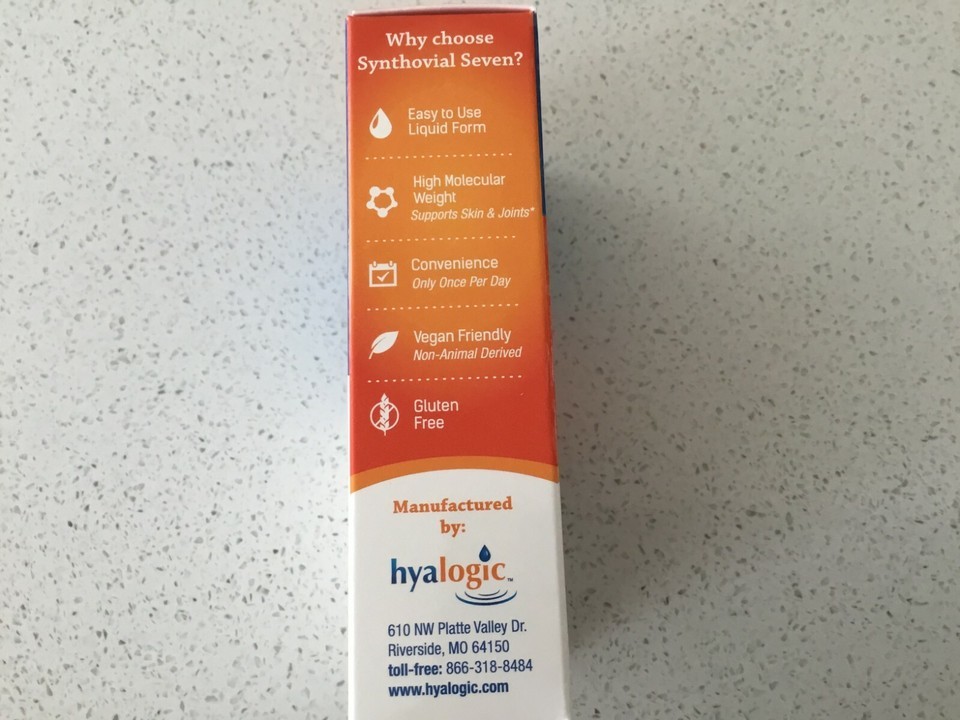 Why choose
Synthovial Seven?
Easy to Use
Liquid Form
High Molecular
Weight
Supports Skin & Joints*
Convenience
Only Once Per Day
Vegan Friendly
Non-Animal Derived
Gluten
Free
Manufactured
by:
hyalogic™
610 NW Platte Valley Dr.
Riverside, MO 64150
toll-free: 866-318-8484
www.hyalogic.com